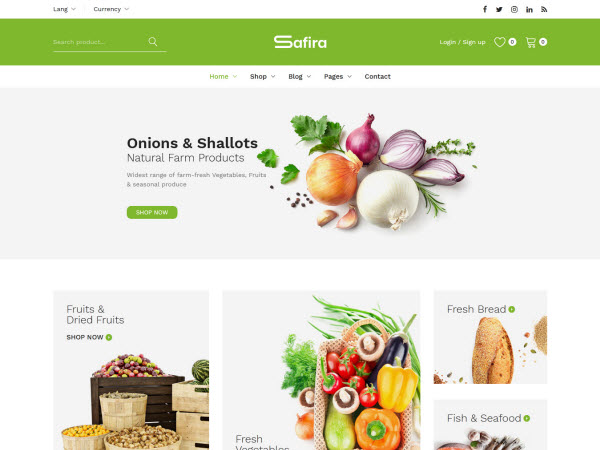 Lang Currency
Search product...
Safira
Login / Sign up 0 0
Home Shop Blog Pages Contact
Onions & Shallots
Natural Farm Products
Widest range of farm-fresh Vegetables, Fruits
& seasonal produce
SHOP NOW
Fruits &
Dried Fruits
SHOP NOW
Fresh
Vegetables
Fresh Bread
Fish & Seafood